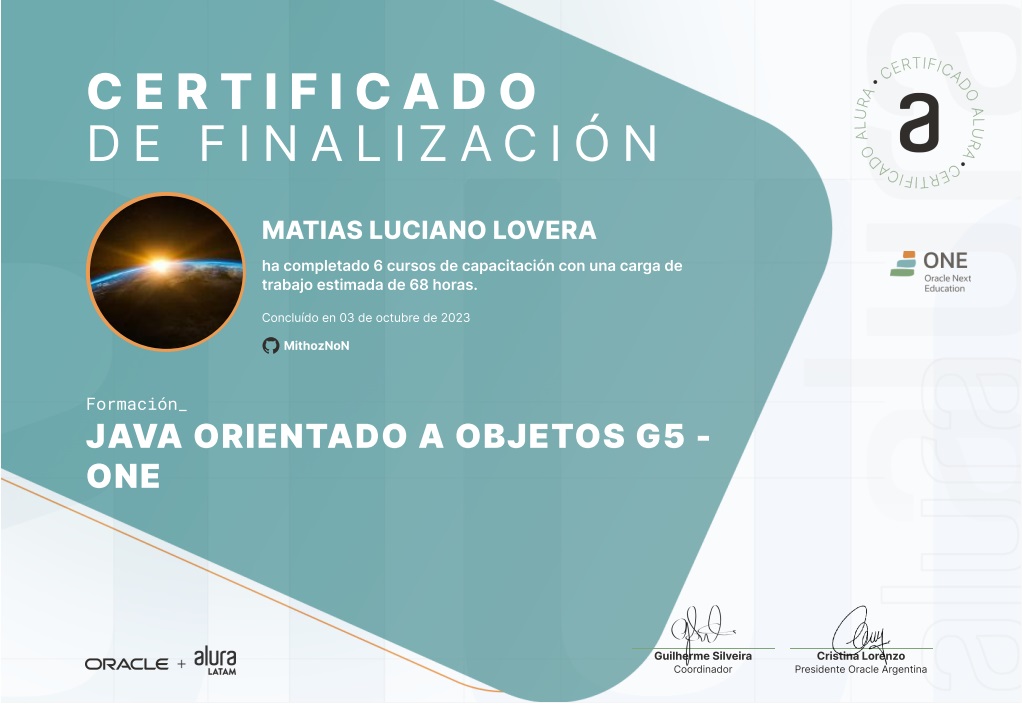 CERTIFICADO
DE FINALIZACIÓN
CERTIFICADO ALURA • CERTIFICADO ALURA •
a
MATIAS LUCIANO LOVERA
ha completado 6 cursos de capacitación con una carga de
trabajo estimada de 68 horas.
Concluído en 03 de octubre de 2023
MithozNoN
ONE
Oracle Next
Education
Formación_
JAVA ORIENTADO A OBJETOS G5 -
ONE
alura
ORACLE + alura
LATAM
Guilherme Silveira
Coordinador
Cristina Lorenzo
Presidente Oracle Argentina